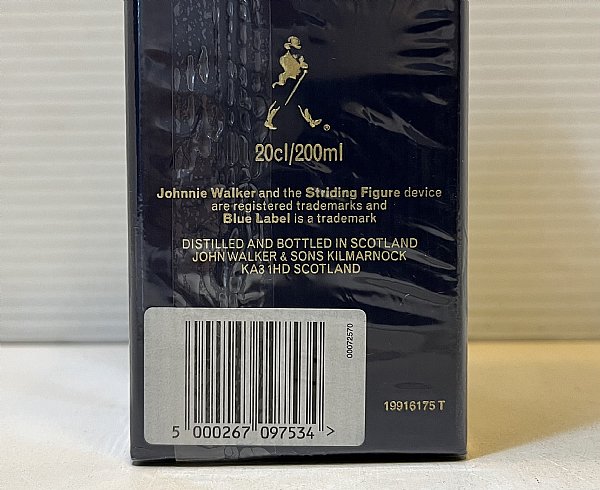 ®
20cl/200ml
Johnnie Walker and the Striding Figure device
are registered trademarks and
Blue Label is a trademark
DISTILLED AND BOTTLED IN SCOTLAND
JOHN WALKER & SONS KILMARNOCK
KA3 1HD SCOTLAND
00072570
5 000267 097534 >
19916175 T